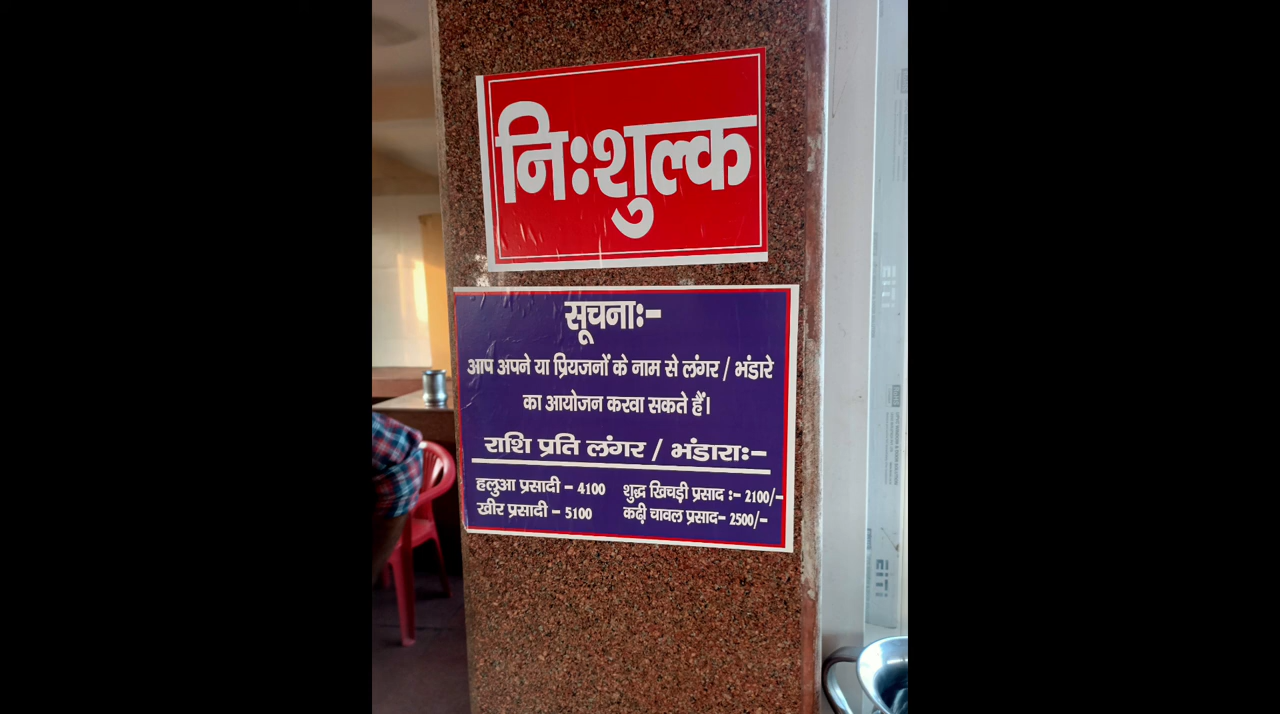 निःशुल्क
सूचनाः-
आप अपने या प्रियजनों के नाम से लंगर / भंडारे
का आयोजन करवा सकते हैं।
राशि प्रति लंगर / भंडाराः-
हलुआ प्रसादी - 4100 शुद्ध खिचड़ी प्रसाद :- 2100/-
खीर प्रसादी - 5100 कढ़ी चावल प्रसाद- 2500/-